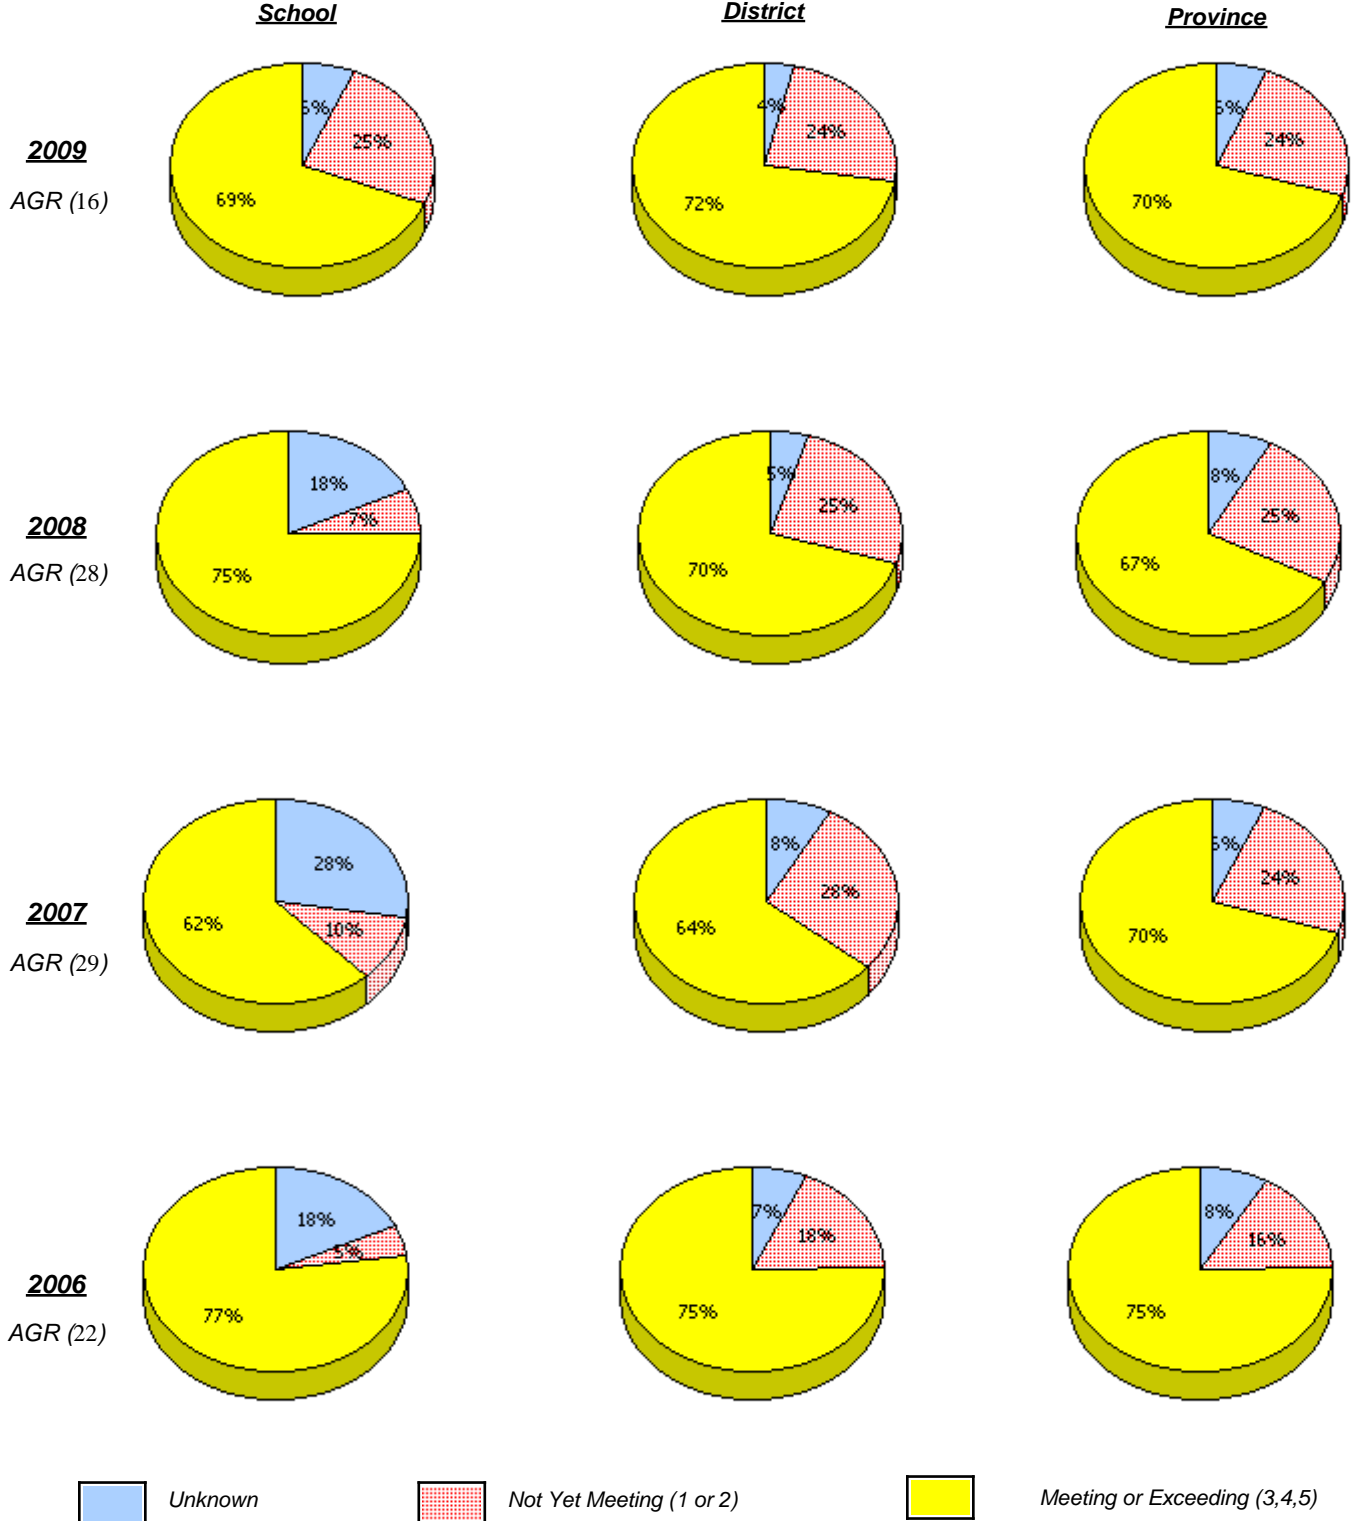 School District Province
2009
AGR (16)
6% 25% 69%
4% 24% 72%
6% 24% 70%
2008
AGR (28)
18% 7% 75%
5% 25% 70%
8% 25% 67%
2007
AGR (29)
28% 10% 62%
8% 28% 64%
6% 24% 70%
2006
AGR (22)
18% 5% 77%
7% 18% 75%
8% 16% 75%
Unknown Not Yet Meeting (1 or 2) Meeting or Exceeding (3,4,5)